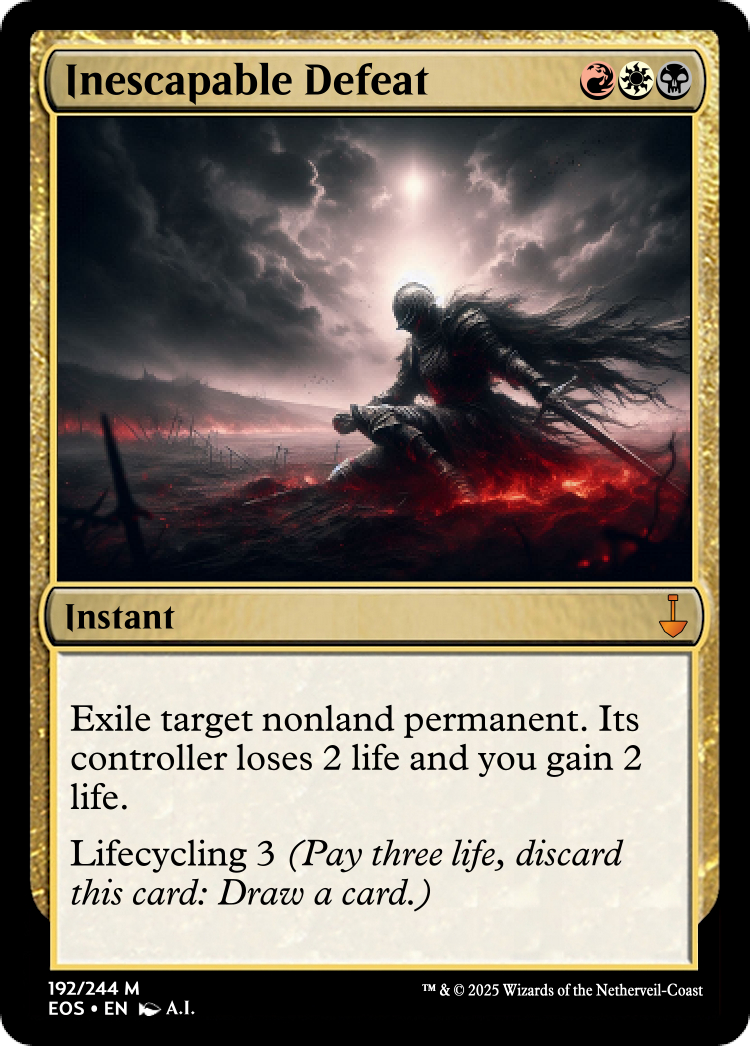 Inescapable Defeat
Instant
Exile target nonland permanent. Its
controller loses 2 life and you gain 2
life.
Lifecycling 3 (Pay three life, discard
this card: Draw a card.)
192/244 M
EOS • EN A.I.
™ & © 2025 Wizards of the Netherveil-Coast